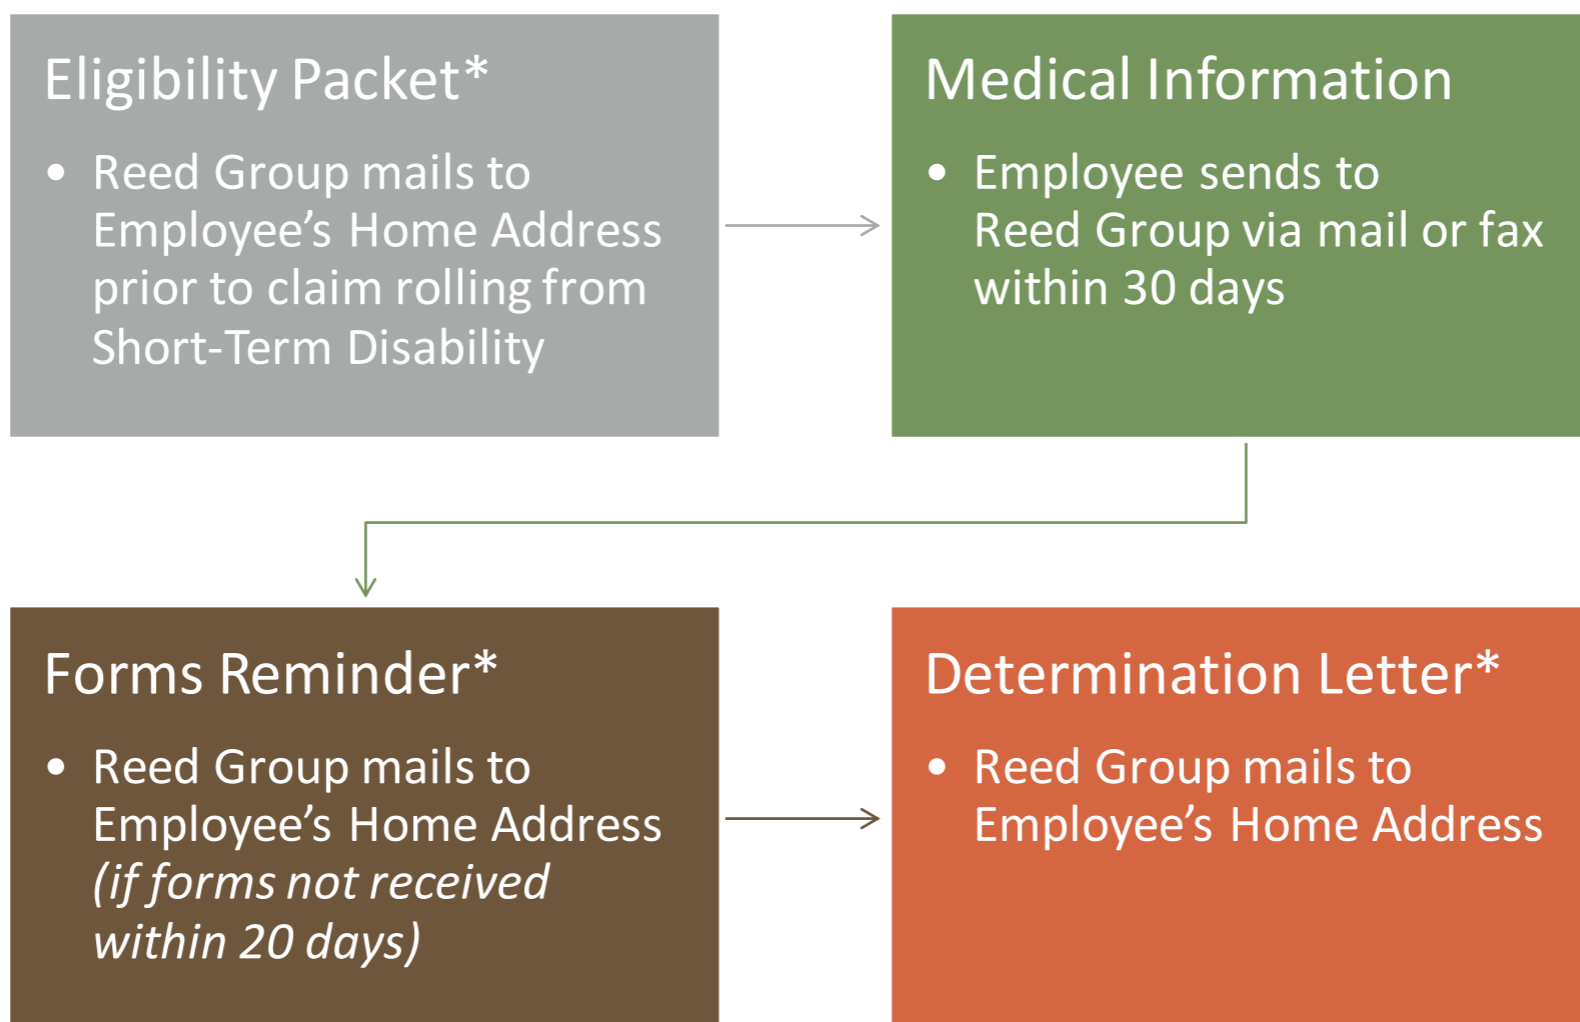 Eligibility Packet*
• Reed Group mails to
Employee’s Home Address
prior to claim rolling from
Short-Term Disability
Medical Information
• Employee sends to
Reed Group via mail or fax
within 30 days
Forms Reminder*
• Reed Group mails to
Employee’s Home Address
(if forms not received
within 20 days)
Determination Letter*
• Reed Group mails to
Employee’s Home Address